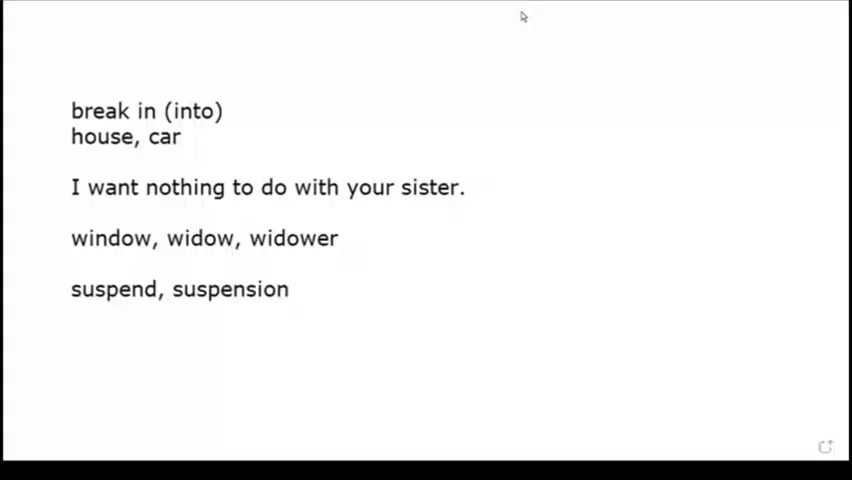 break in (into)
house, car
I want nothing to do with your sister.
window, widow, widower
suspend, suspension